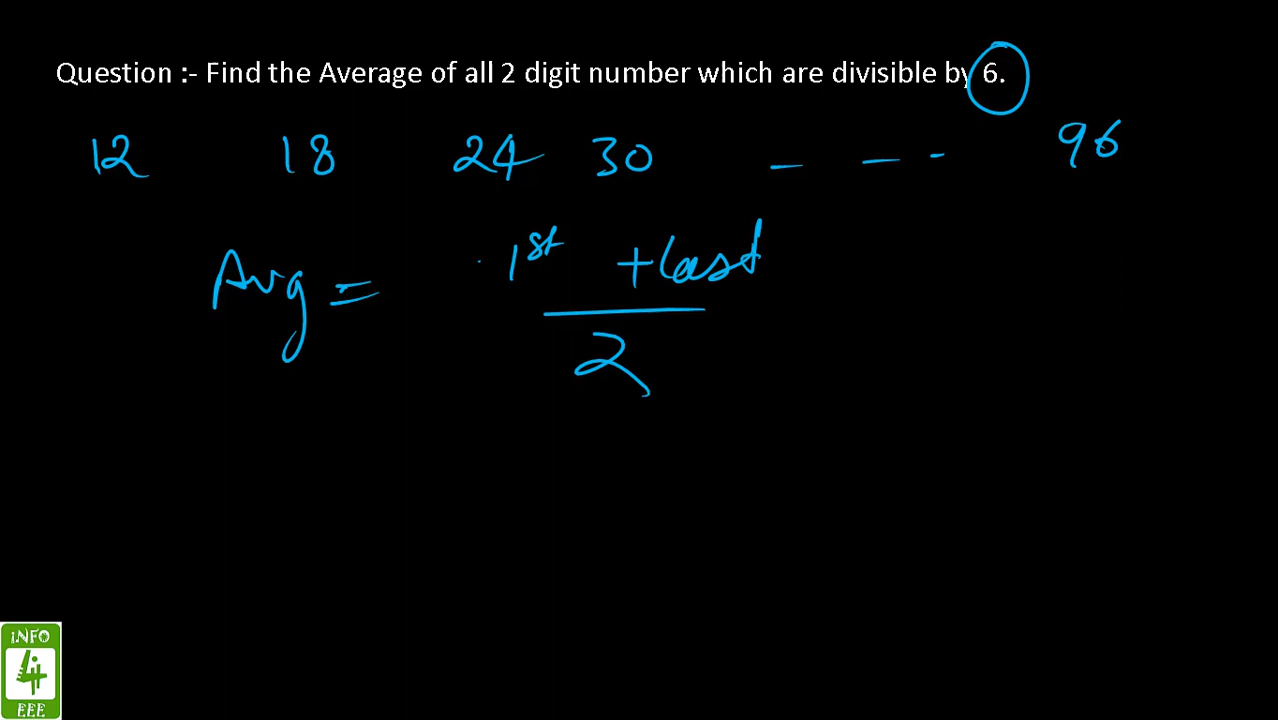 Question :- Find the Average of all 2 digit number which are divisible by 6.
12 18 24 30 - - - 96
Avg = 1st + last
2
iNFO
4
EEE